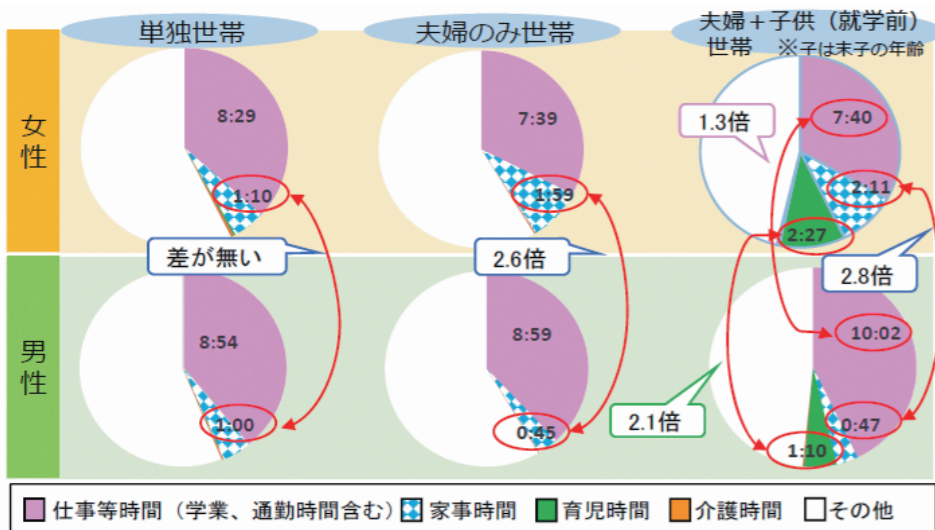 単独世帯
夫婦のみ世帯
夫婦＋子供（就学前）
世帯 ※子は末子の年齢
女性
8:29
1:10
7:39
1:59
1.3倍
7:40
2:11
2:27
差が無い
2.6倍
2.8倍
男性
8:54
1:00
8:59
0:45
2.1倍
10:02
0:47
1:10
仕事等時間（学業、通勤時間含む） 家事時間 育児時間 介護時間 その他